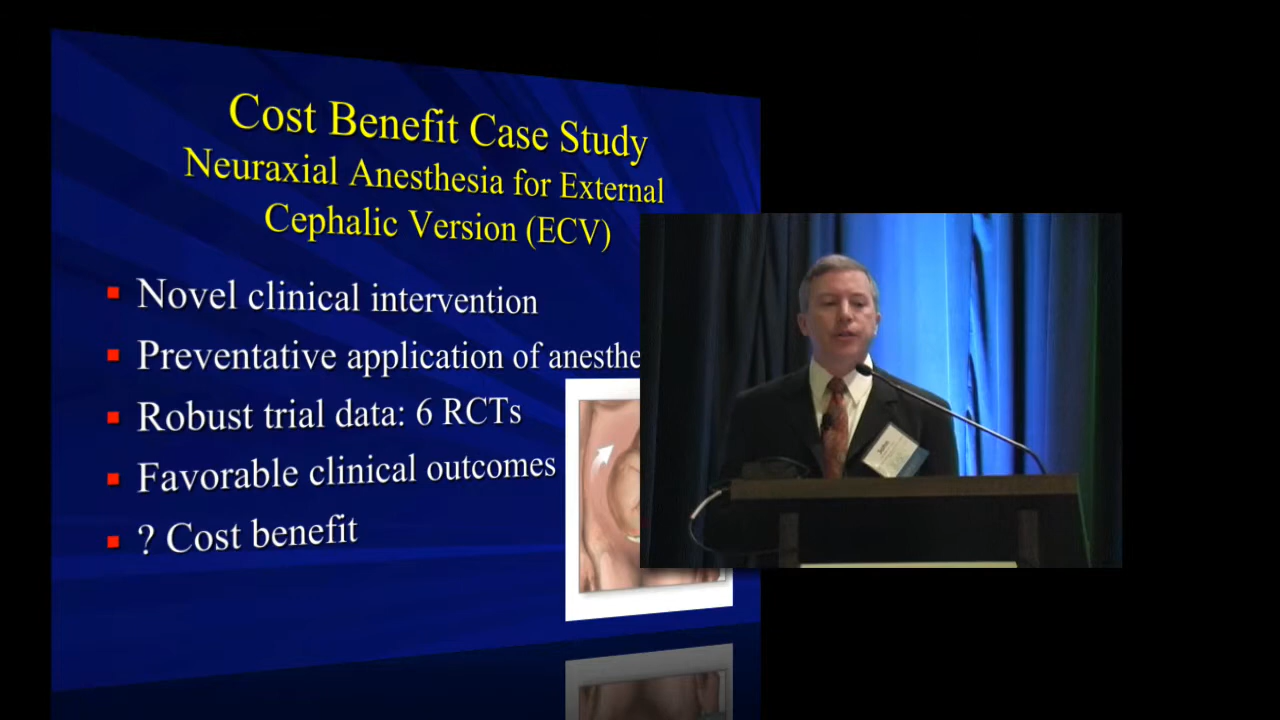 Cost Benefit Case Study
Neuraxial Anesthesia for External
Cephalic Version (ECV)
Novel clinical intervention
Preventative application of anesthe
Robust trial data: 6 RCTs
Favorable clinical outcomes
? Cost benefit